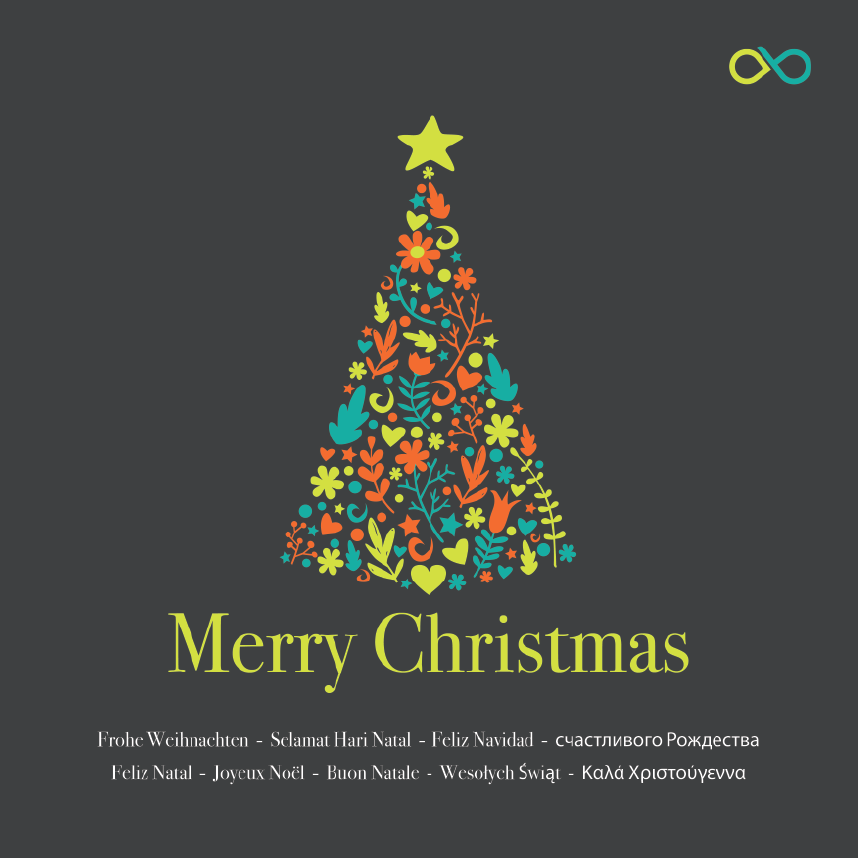 Merry Christmas
Frohe Weihnachten - Selamat Hari Natal - Feliz Navidad - счастливого Рождества
Feliz Natal - Joyeux Noël - Buon Natale - Wesołych Świąt - Καλά Χριστούγεννα